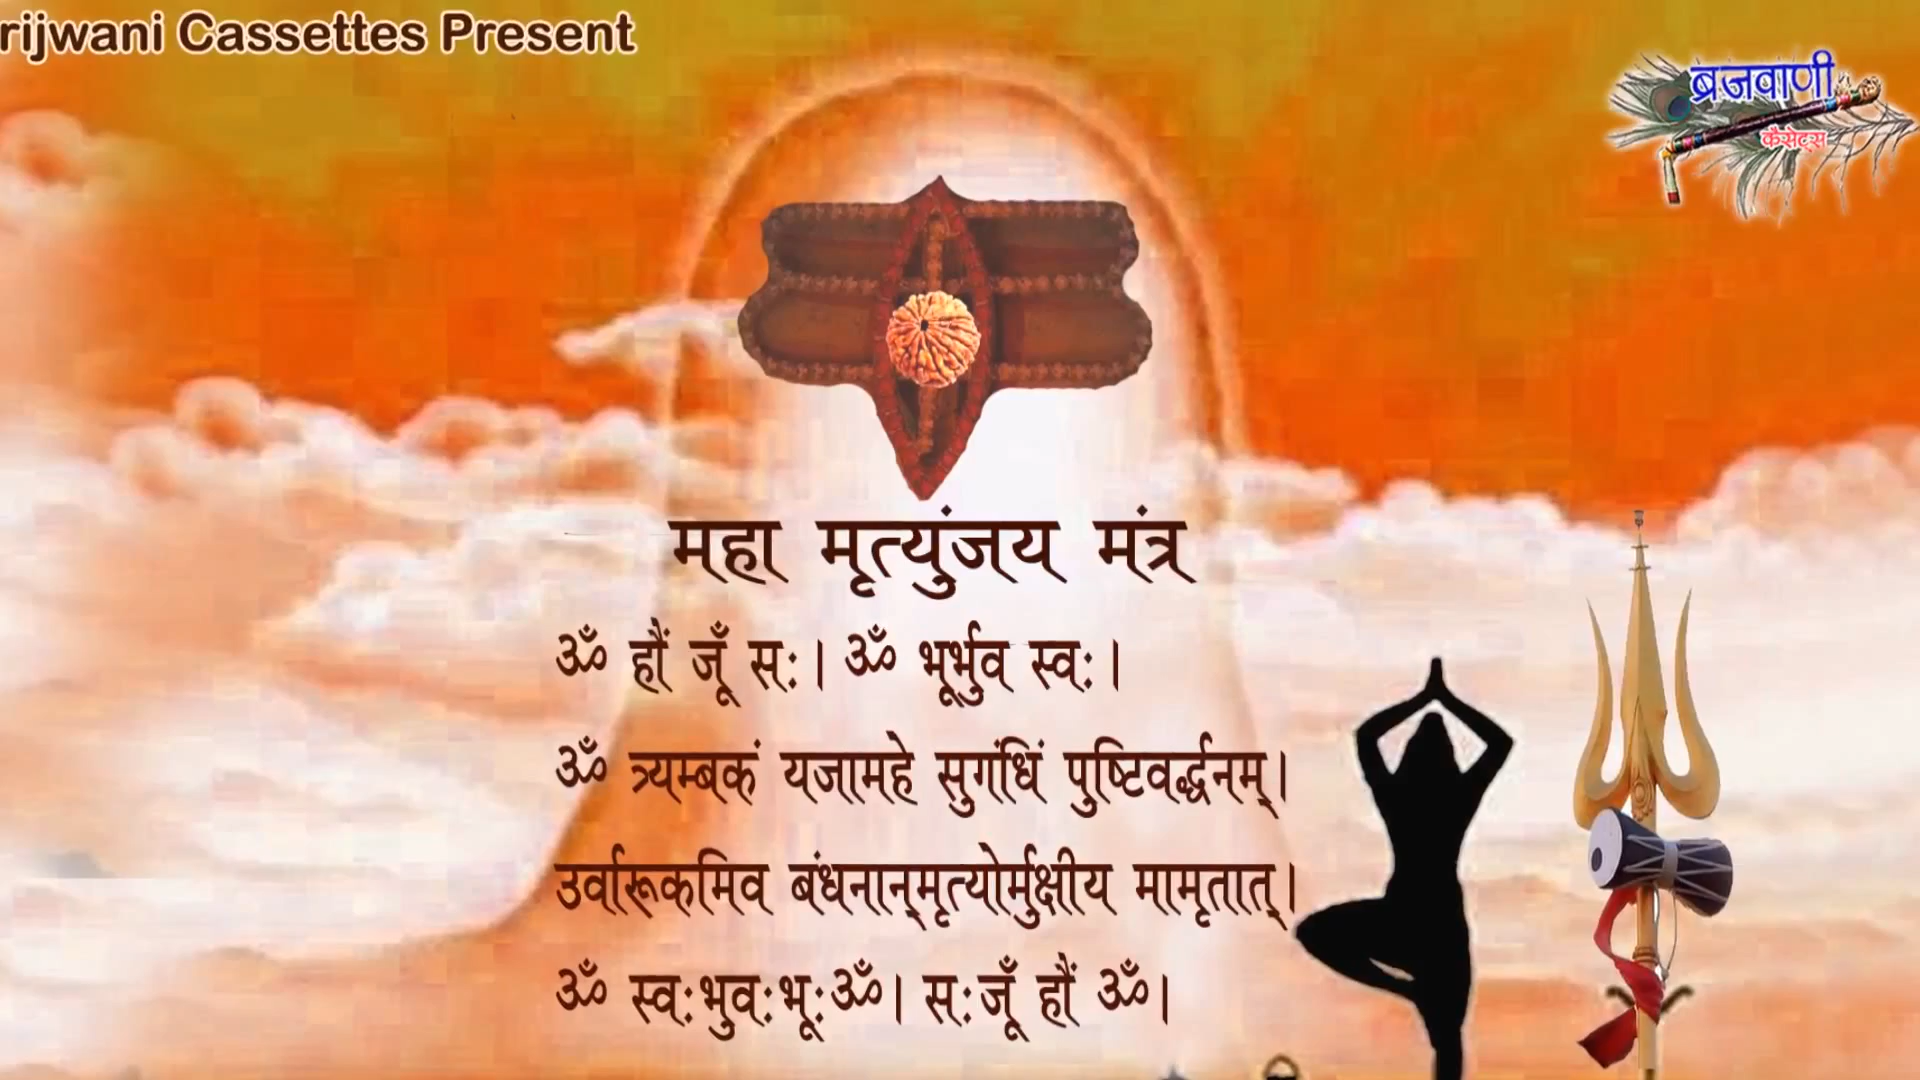 rijwani Cassettes Present
ब्रजवाणी
कैसेट्स
महा मृत्युंजय मंत्र
ॐ हौं जूँ सः। ॐ भूर्भुव स्वः।
ॐ त्र्यम्बकं यजामहे सुगंधिं पुष्टिवर्द्धनम्।
उर्वारूकमिव बंधनान्मृत्योर्मुक्षीय मामृतात्।
ॐ स्वःभुवःभूःॐ। सःजूँ हौं ॐ।